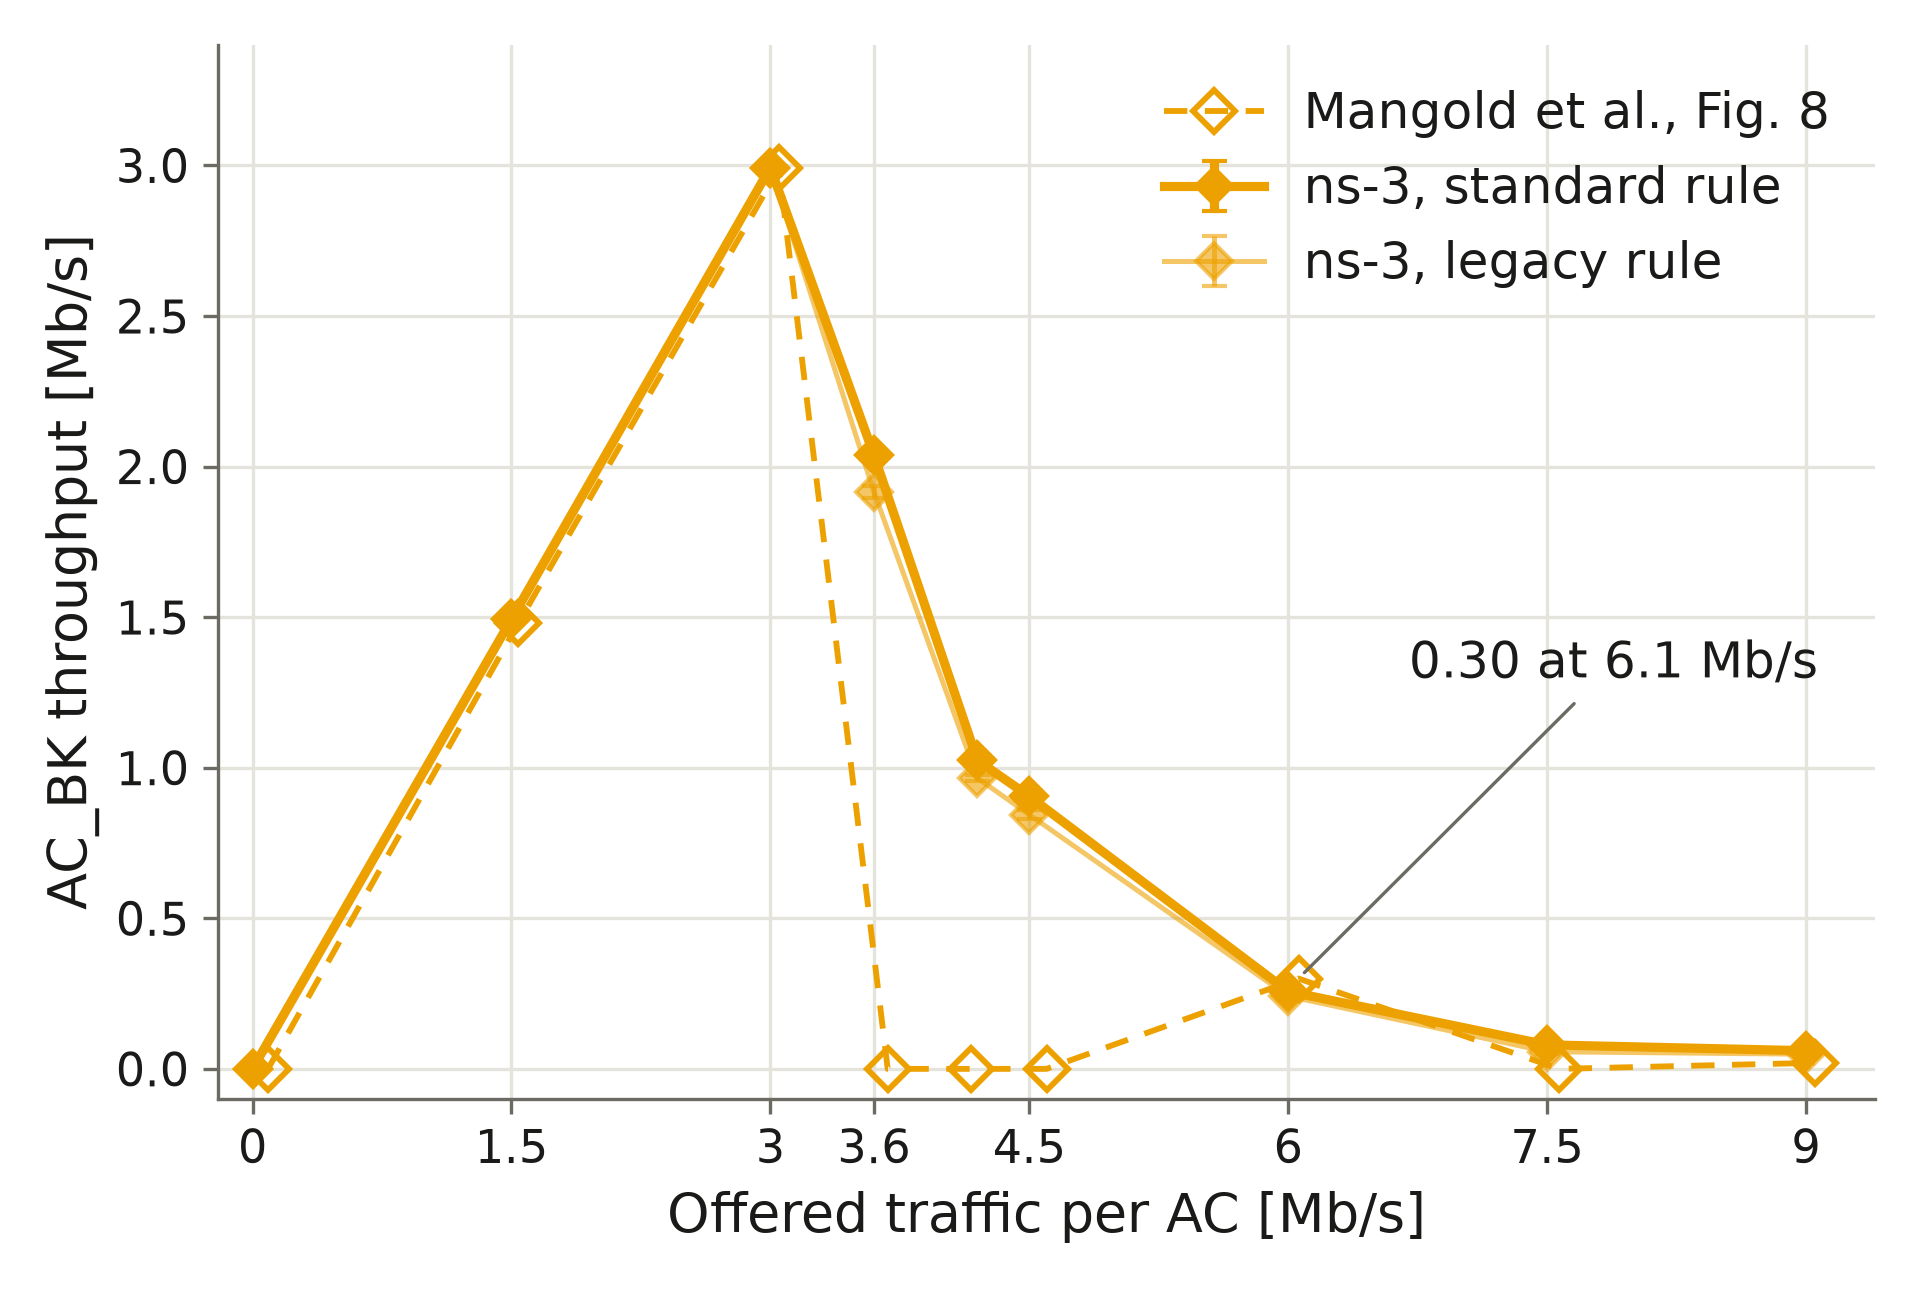 Mangold et al., Fig. 8
ns-3, standard rule
ns-3, legacy rule
0.30 at 6.1 Mb/s
AC_BK throughput [Mb/s]
3.0
2.5
2.0
1.5
1.0
0.5
0.0
0 1.5 3 3.6 4.5 6 7.5 9
Offered traffic per AC [Mb/s]